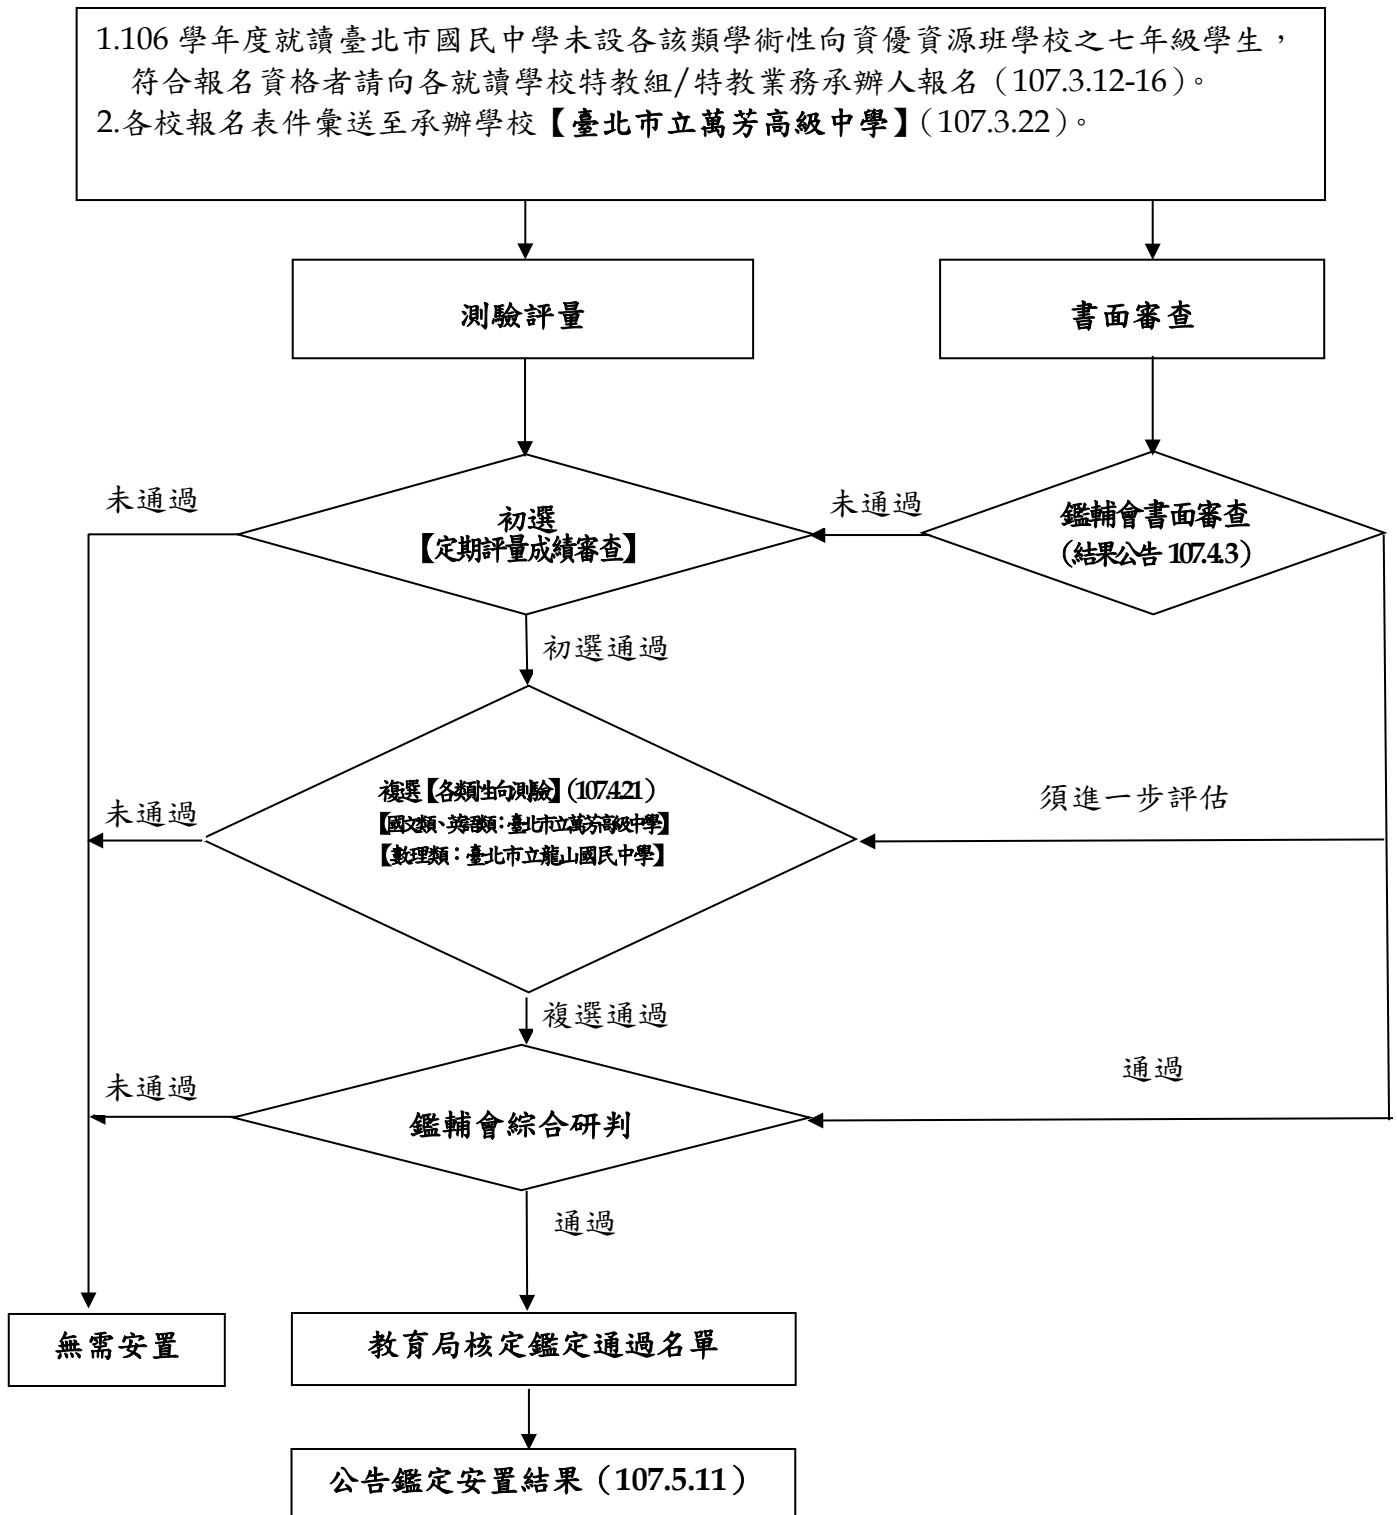 1.106 學年度就讀臺北市國民中學未設各該類學術性向資優資源班學校之七年級學生，
符合報名資格者請向各就讀學校特教組/特教業務承辦人報名（107.3.12-16）。
2.各校報名表件彙送至承辦學校【臺北市立萬芳高級中學】（107.3.22）。
測驗評量
書面審查
未通過
初選
【定期評量成績審查】
未通過
鑑輔會書面審查
（結果公告 107.4.3）
初選通過
未通過
複選【各類性向測驗】（107.4.21）
【國文類、英語類：臺北市立萬芳高級中學】
【數理類：臺北市立龍山國民中學】
須進一步評估
複選通過
未通過
鑑輔會綜合研判
通過
通過
無需安置
教育局核定鑑定通過名單
公告鑑定安置結果（107.5.11）